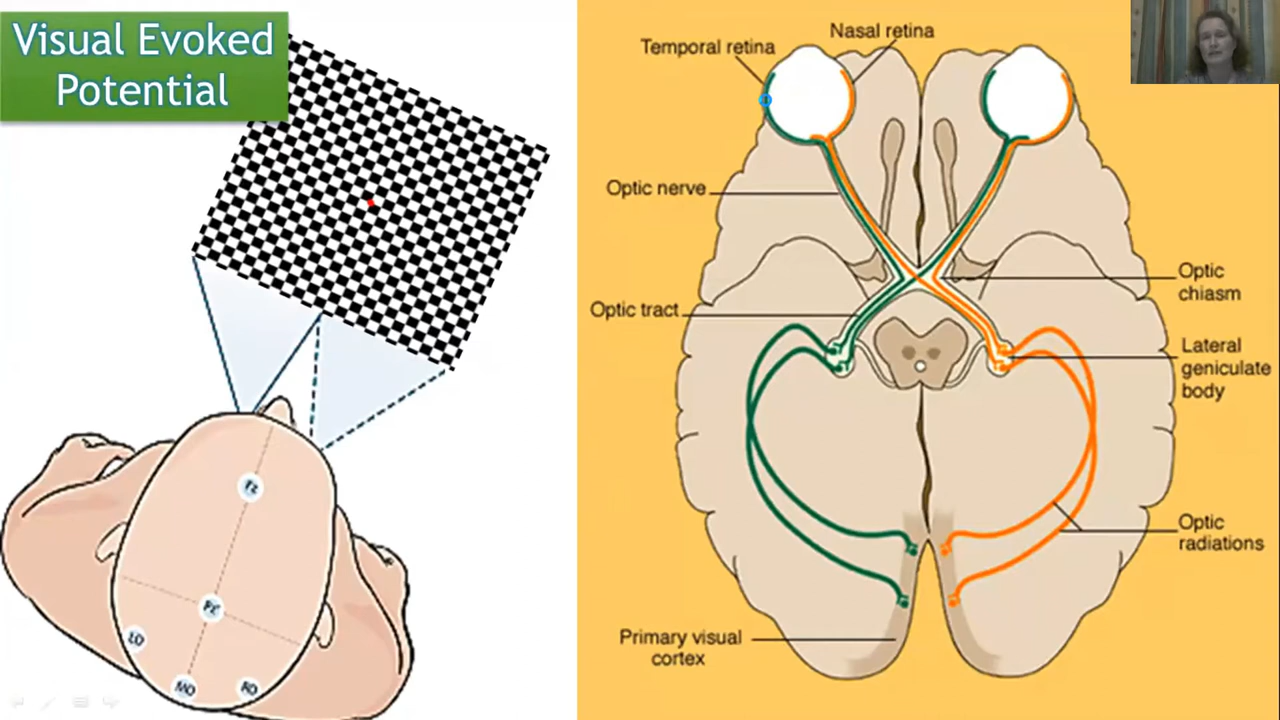 Visual Evoked
Potential
Fz
Pz
LO
MO
RO
Temporal retina
Nasal retina
Optic nerve
Optic
chiasm
Optic tract
Lateral
geniculate
body
Optic
radiations
Primary visual
cortex